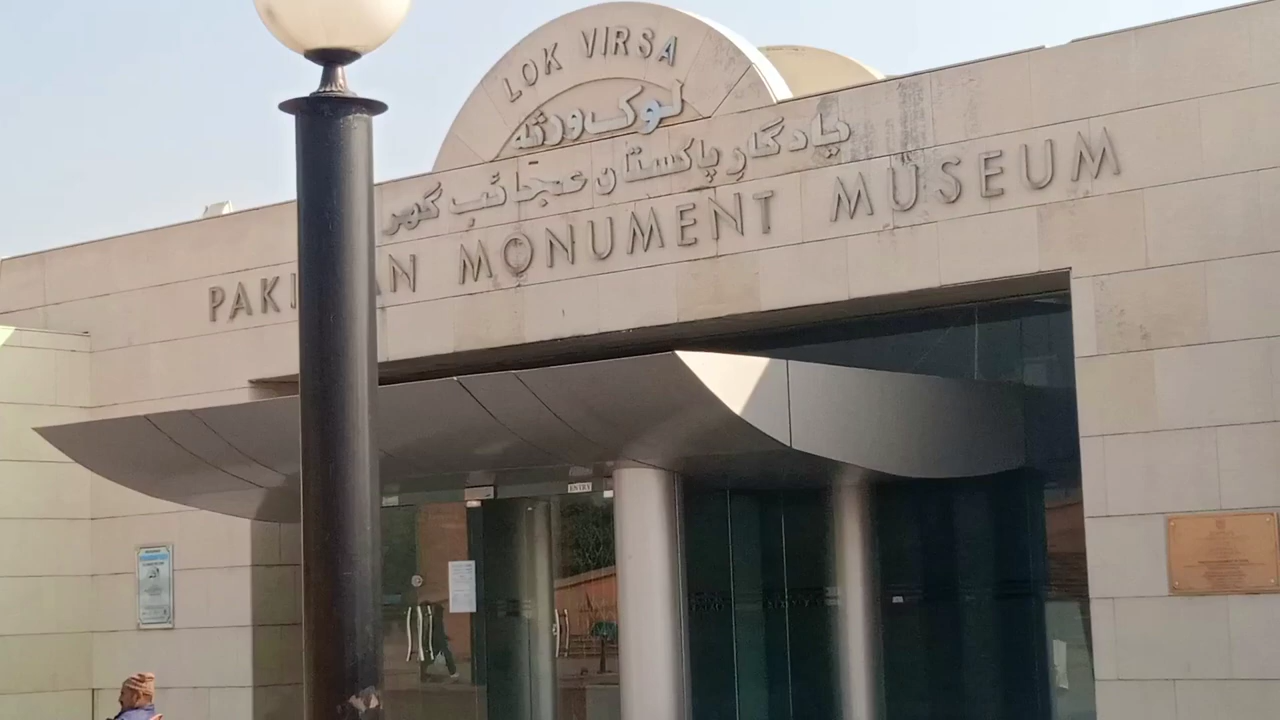 LOK VIRSA
لوک ورثہ
یادگارِ پاکستان عجائب گھر
PAKI AN MONUMENT MUSEUM
ENTRY